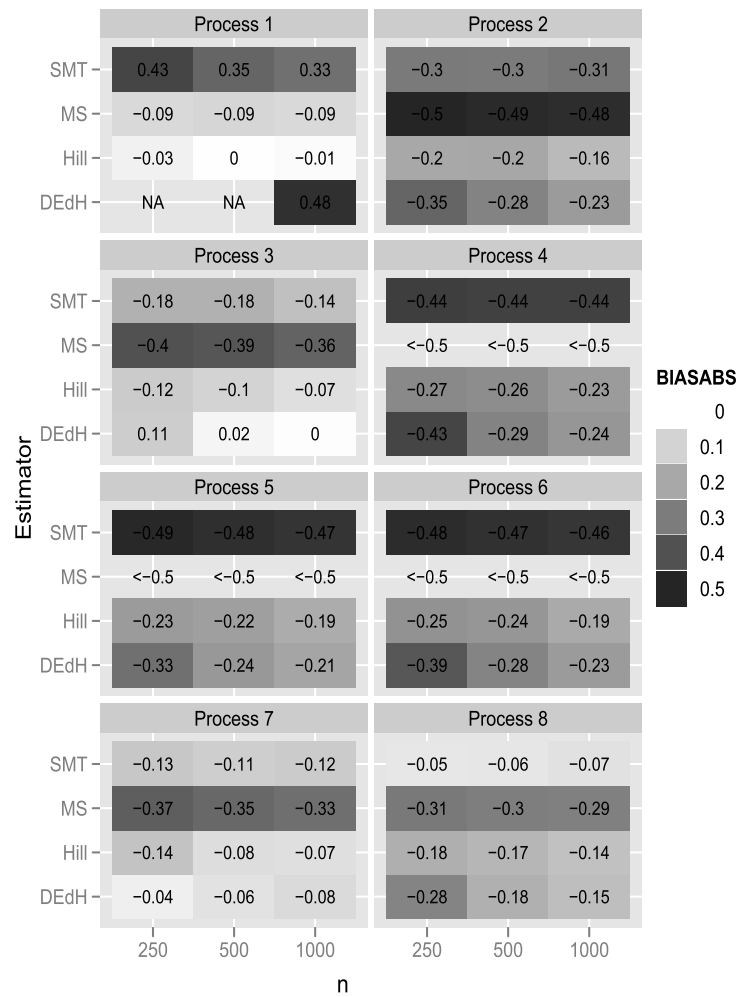 Process 1 Process 2
SMT 0.43 0.35 0.33 −0.3 −0.3 −0.31
MS −0.09 −0.09 −0.09 −0.5 −0.49 −0.48
Hill −0.03 0 −0.01 −0.2 −0.2 −0.16
DEdH NA NA 0.48 −0.35 −0.28 −0.23
Process 3 Process 4
SMT −0.18 −0.18 −0.14 −0.44 −0.44 −0.44
MS −0.4 −0.39 −0.36 <−0.5 <−0.5 <−0.5
Hill −0.12 −0.1 −0.07 −0.27 −0.26 −0.23
DEdH 0.11 0.02 0 −0.43 −0.29 −0.24
Process 5 Process 6
SMT −0.49 −0.48 −0.47 −0.48 −0.47 −0.46
MS <−0.5 <−0.5 <−0.5 <−0.5 <−0.5 <−0.5
Hill −0.23 −0.22 −0.19 −0.25 −0.24 −0.19
DEdH −0.33 −0.24 −0.21 −0.39 −0.28 −0.23
Process 7 Process 8
SMT −0.13 −0.11 −0.12 −0.05 −0.06 −0.07
MS −0.37 −0.35 −0.33 −0.31 −0.3 −0.29
Hill −0.14 −0.08 −0.07 −0.18 −0.17 −0.14
DEdH −0.04 −0.06 −0.08 −0.28 −0.18 −0.15
250 500 1000 250 500 1000
n
Estimator
BIASABS
0
0.1
0.2
0.3
0.4
0.5